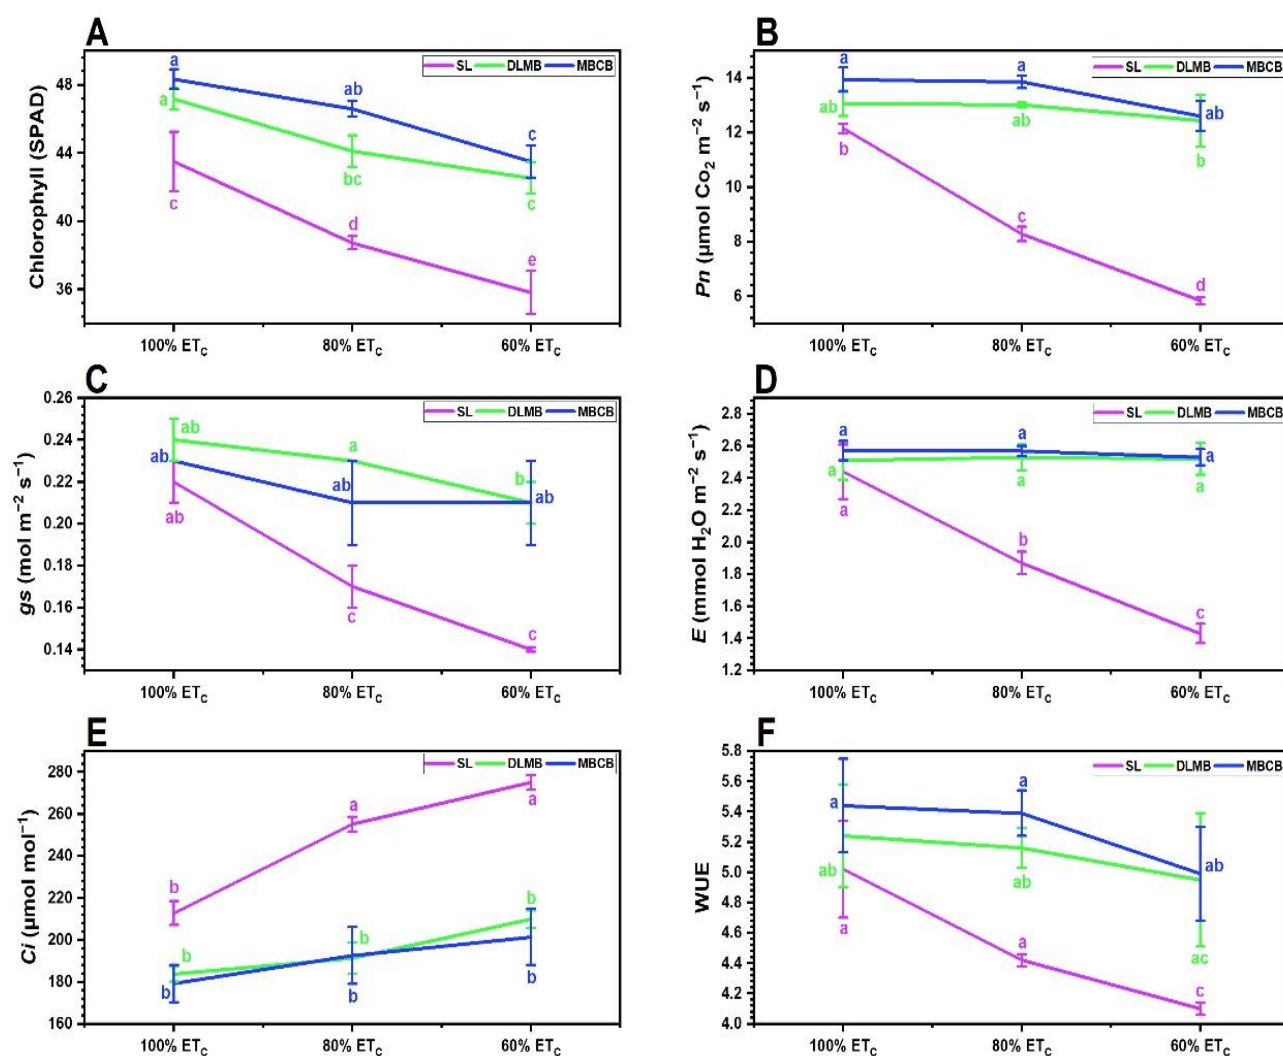 A
SL DLMB MBCB
Chlorophyll (SPAD)
48
44
40
36
a
ab
c
a
bc
c
c
d
e
100% ETC 80% ETC 60% ETC
B
SL DLMB MBCB
Pn (µmol Co2 m−2 s−1)
14
12
10
8
6
a
a
ab
ab
ab
b
b
c
d
100% ETC 80% ETC 60% ETC
C
SL DLMB MBCB
gs (mol m−2 s−1)
0.26
0.24
0.22
0.20
0.18
0.16
0.14
ab
a
b
ab
ab
ab
ab
c
c
100% ETC 80% ETC 60% ETC
D
SL DLMB MBCB
E (mmol H2O m−2 s−1)
2.8
2.6
2.4
2.2
2.0
1.8
1.6
1.4
1.2
a
a
a
a
a
a
a
b
c
100% ETC 80% ETC 60% ETC
E
SL DLMB MBCB
Ci (µmol mol−1)
280
260
240
220
200
180
160
b
a
a
b
b
b
b
b
b
100% ETC 80% ETC 60% ETC
F
SL DLMB MBCB
WUE
5.8
5.6
5.4
5.2
5.0
4.8
4.6
4.4
4.2
4.0
a
a
ab
ab
ab
ac
a
a
c
100% ETC 80% ETC 60% ETC